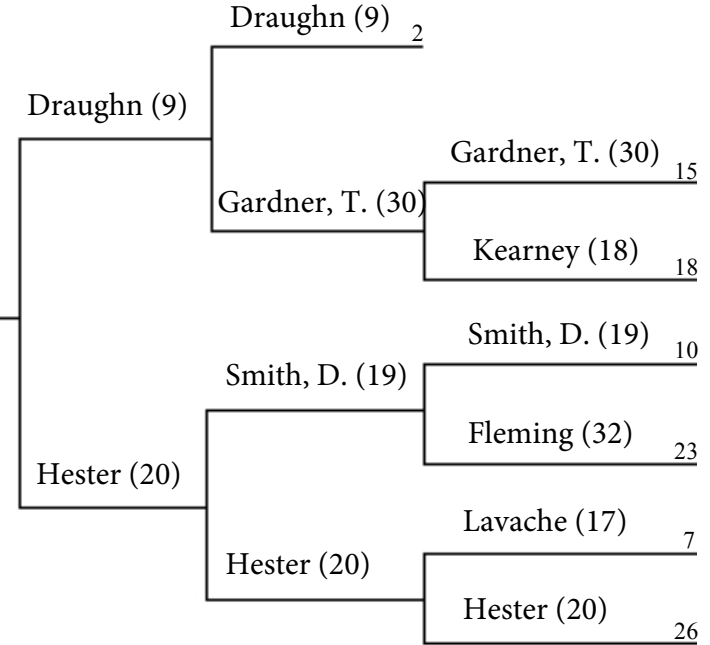 Draughn (9)
2
Draughn (9)
Gardner, T. (30)
15
Gardner, T. (30)
Kearney (18)
18
Smith, D. (19)
10
Smith, D. (19)
Fleming (32)
23
Hester (20)
Lavache (17)
7
Hester (20)
Hester (20)
26